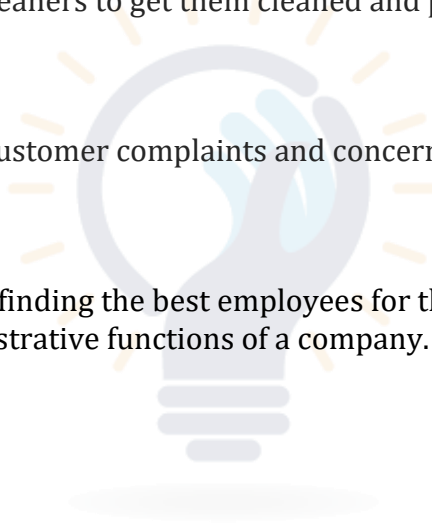 eaners to get them cleaned and
ustomer complaints and concern
finding the best employees for
strative functions of a company.